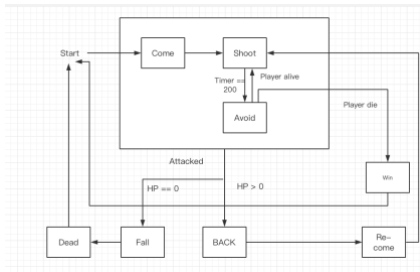 Start
Come
Shoot
Timer ==
200
Player alive
Avoid
Player die
Attacked
Win
HP == 0
HP > 0
Dead
Fall
BACK
Re-
come